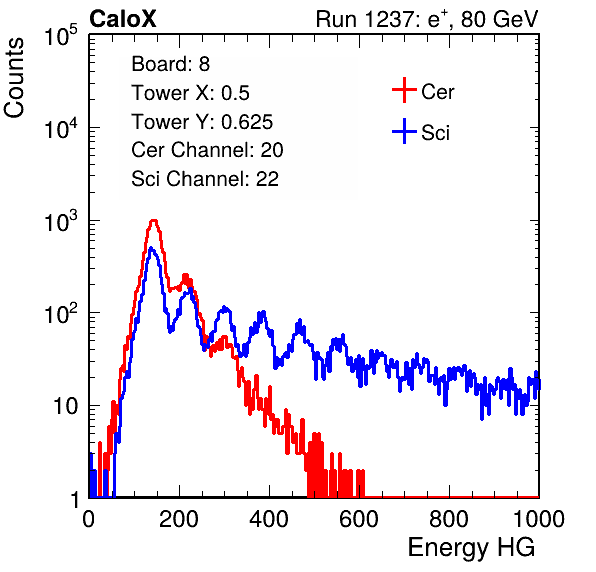 CaloX Run 1237: e+, 80 GeV
Counts
Board: 8
Tower X: 0.5
Tower Y: 0.625
Cer Channel: 20
Sci Channel: 22
Cer
Sci
10^5
10^4
10^3
10^2
10
1
0 200 400 600 800 1000
Energy HG